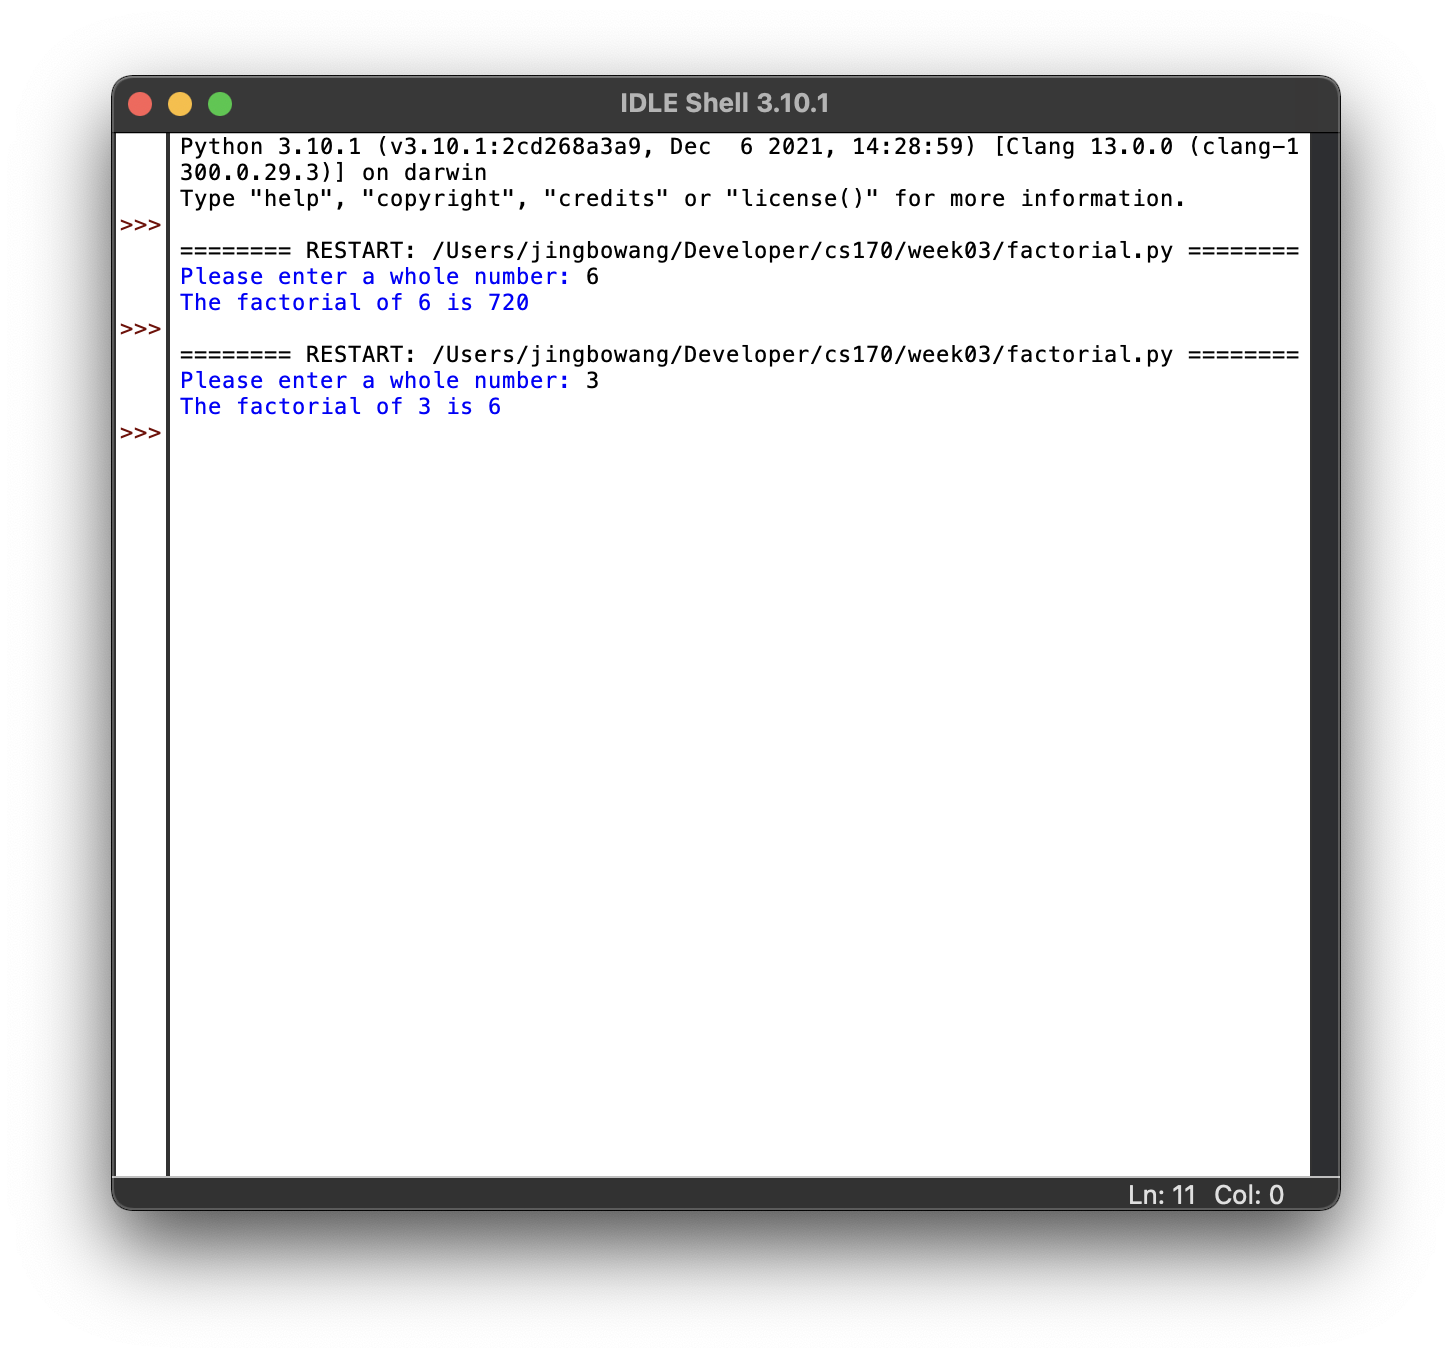 IDLE Shell 3.10.1
Python 3.10.1 (v3.10.1:2cd268a3a9, Dec  6 2021, 14:28:59) [Clang 13.0.0 (clang-1
300.0.29.3)] on darwin
Type "help", "copyright", "credits" or "license()" for more information.
>>>
======== RESTART: /Users/jingbowang/Developer/cs170/week03/factorial.py ========
Please enter a whole number: 6
The factorial of 6 is 720
>>>
======== RESTART: /Users/jingbowang/Developer/cs170/week03/factorial.py ========
Please enter a whole number: 3
The factorial of 3 is 6
>>>
Ln: 11 Col: 0